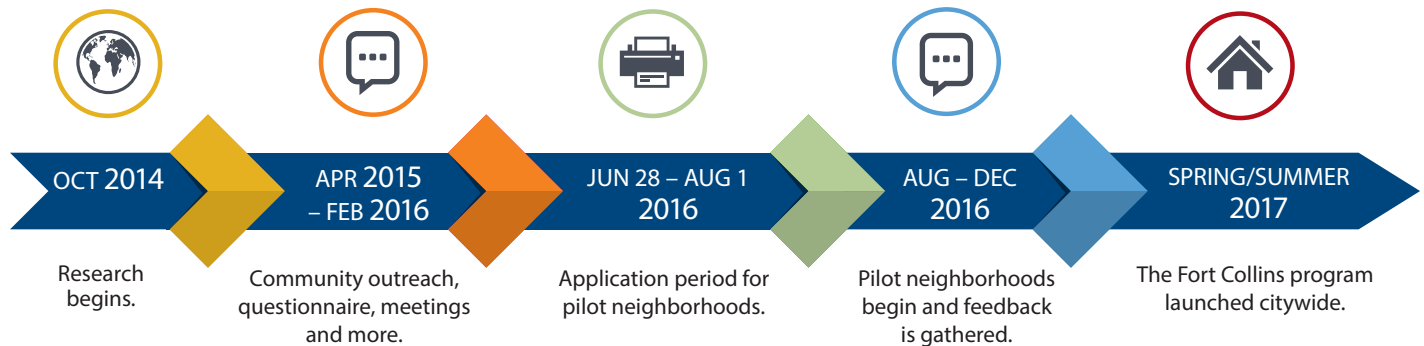 OCT 2014
APR 2015
– FEB 2016
JUN 28 – AUG 1
2016
AUG – DEC
2016
SPRING/SUMMER
2017
Research
begins.
Community outreach,
questionnaire, meetings
and more.
Application period for
pilot neighborhoods.
Pilot neighborhoods
begin and feedback
is gathered.
The Fort Collins program
launched citywide.